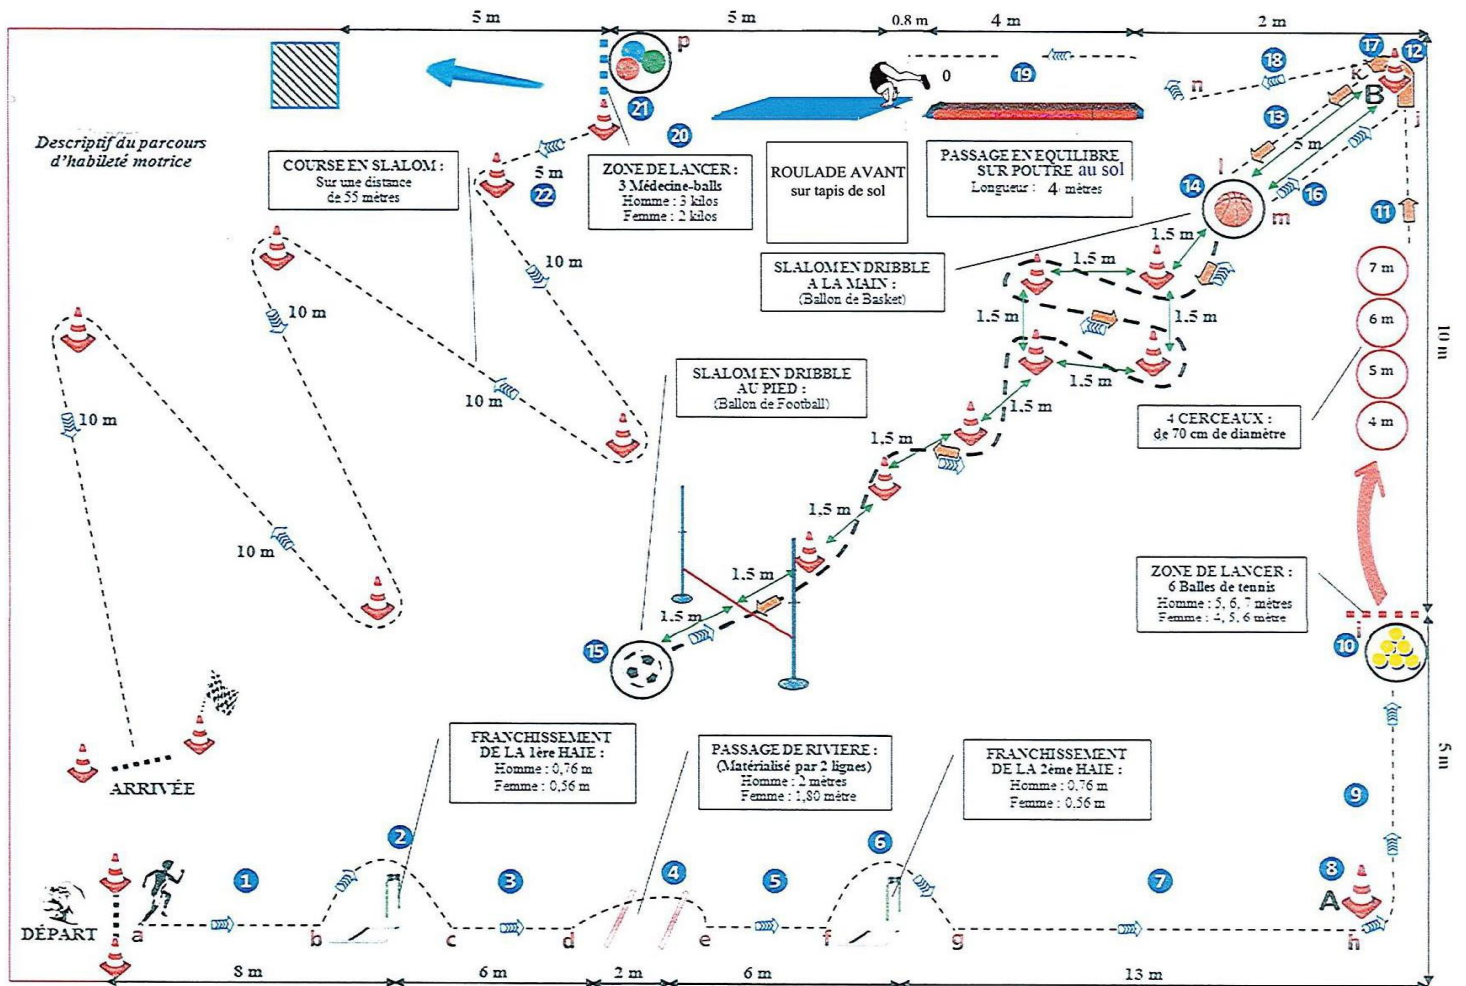 5 m
5 m
0.8 m
4 m
2 m
p
0
19
18
17
12
n
K
B
j
13
5 m
l
14
m
16
11
21
20
5 m
22
Descriptif du parcours
d'habileté motrice
COURSE EN SLALOM :
Sur une distance
de 55 mètres
ZONE DE LANCER :
3 Médecine-balls
Homme : 3 kilos
Femme : 2 kilos
ROULADE AVANT
sur tapis de sol
PASSAGE EN EQUILIBRE
SUR POUTRE au sol
Longueur : 4 mètres
SLALOM EN DRIBBLE
A LA MAIN :
(Ballon de Basket)
1.5 m
1.5 m
1.5 m
1.5 m
1.5 m
1.5 m
1.5 m
1.5 m
1.5 m
1.5 m
10 m
10 m
10 m
10 m
10 m
7 m
6 m
5 m
4 m
10 m
SLALOM EN DRIBBLE
AU PIED :
(Ballon de Football)
4 CERCEAUX :
de 70 cm de diamètre
ZONE DE LANCER :
6 Balles de tennis
Homme : 5, 6, 7 mètres
Femme : 4, 5, 6 mètre
i
10
15
ARRIVÉE
FRANCHISSEMENT
DE LA 1ère HAIE :
Homme : 0,76 m
Femme : 0,56 m
PASSAGE DE RIVIERE :
(Matérialisé par 2 lignes)
Homme : 2 mètres
Femme : 1,80 mètre
FRANCHISSEMENT
DE LA 2ème HAIE :
Homme : 0,76 m
Femme : 0,56 m
5 m
9
1
2
3
4
5
6
7
8
A
DÉPART
a
b
c
d
e
f
g
h
8 m
6 m
2 m
6 m
13 m